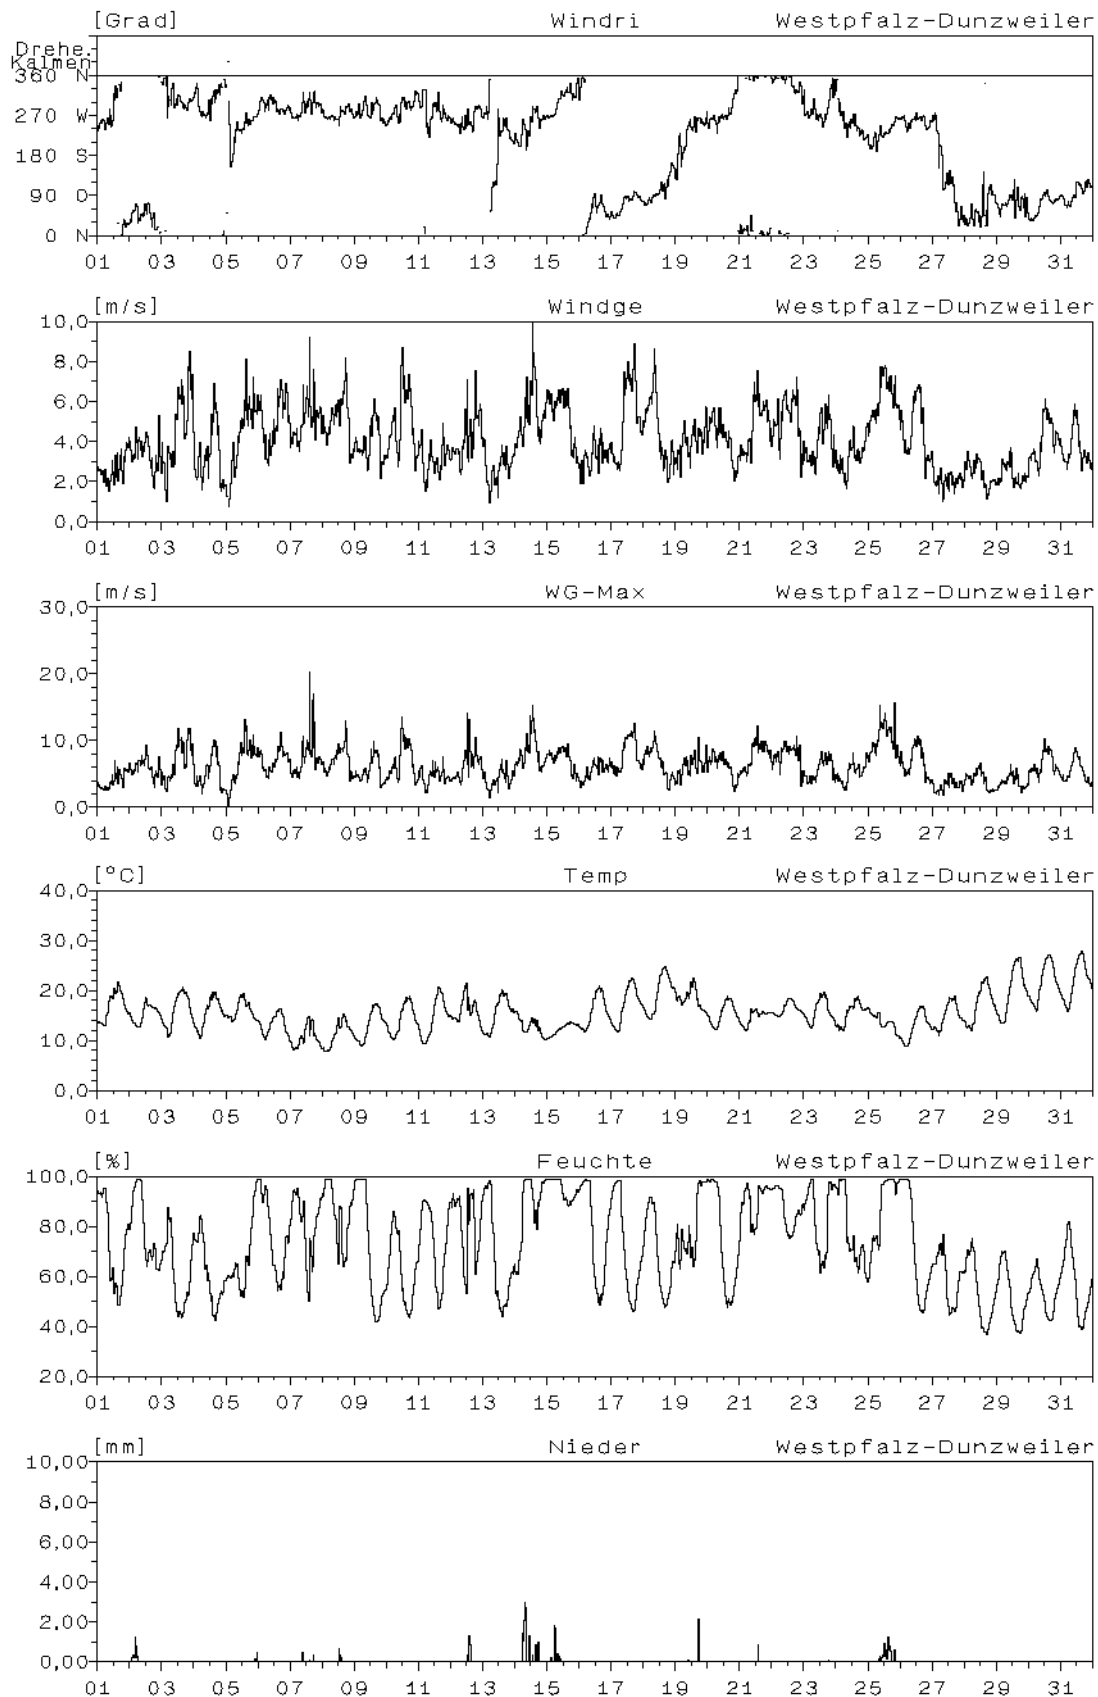 [Grad] Windri Westpfalz-Dunzweiler
Drehe.
Kalmen
360 N
270 W
180 S
90 O
0 N
01 03 05 07 09 11 13 15 17 19 21 23 25 27 29 31
[m/s] Windge Westpfalz-Dunzweiler
10,0
8,0
6,0
4,0
2,0
0,0
01 03 05 07 09 11 13 15 17 19 21 23 25 27 29 31
[m/s] WG-Max Westpfalz-Dunzweiler
30,0
20,0
10,0
0,0
01 03 05 07 09 11 13 15 17 19 21 23 25 27 29 31
[°C] Temp Westpfalz-Dunzweiler
40,0
30,0
20,0
10,0
0,0
01 03 05 07 09 11 13 15 17 19 21 23 25 27 29 31
[%] Feuchte Westpfalz-Dunzweiler
100,0
80,0
60,0
40,0
20,0
01 03 05 07 09 11 13 15 17 19 21 23 25 27 29 31
[mm] Nieder Westpfalz-Dunzweiler
10,00
8,00
6,00
4,00
2,00
0,00
01 03 05 07 09 11 13 15 17 19 21 23 25 27 29 31